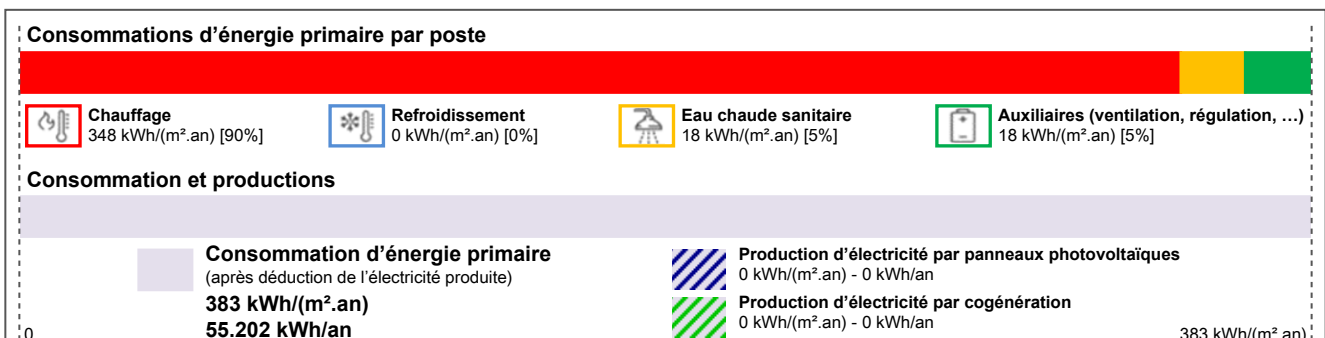 Consommations d’énergie primaire par poste
Chauffage
348 kWh/(m².an) [90%]
Refroidissement
0 kWh/(m².an) [0%]
Eau chaude sanitaire
18 kWh/(m².an) [5%]
Auxiliaires (ventilation, régulation, …)
18 kWh/(m².an) [5%]
Consommation et productions
Consommation d’énergie primaire
(après déduction de l’électricité produite)
383 kWh/(m².an)
55.202 kWh/an
Production d’électricité par panneaux photovoltaïques
0 kWh/(m².an) - 0 kWh/an
Production d’électricité par cogénération
0 kWh/(m².an) - 0 kWh/an
0
383 kWh/(m².an)